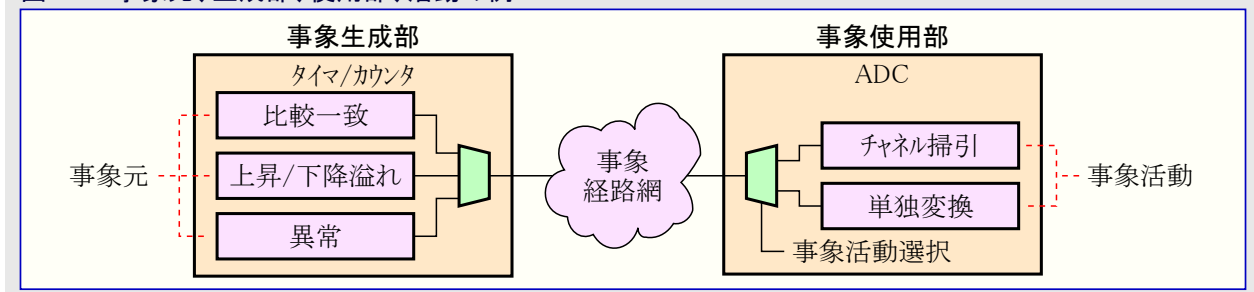 事象生成部
事象使用部
タイマ/カウンタ
ADC
比較一致
上昇/下降溢れ
異常
事象元
事象
経路網
チャネル掃引
単独変換
事象活動
事象活動選択